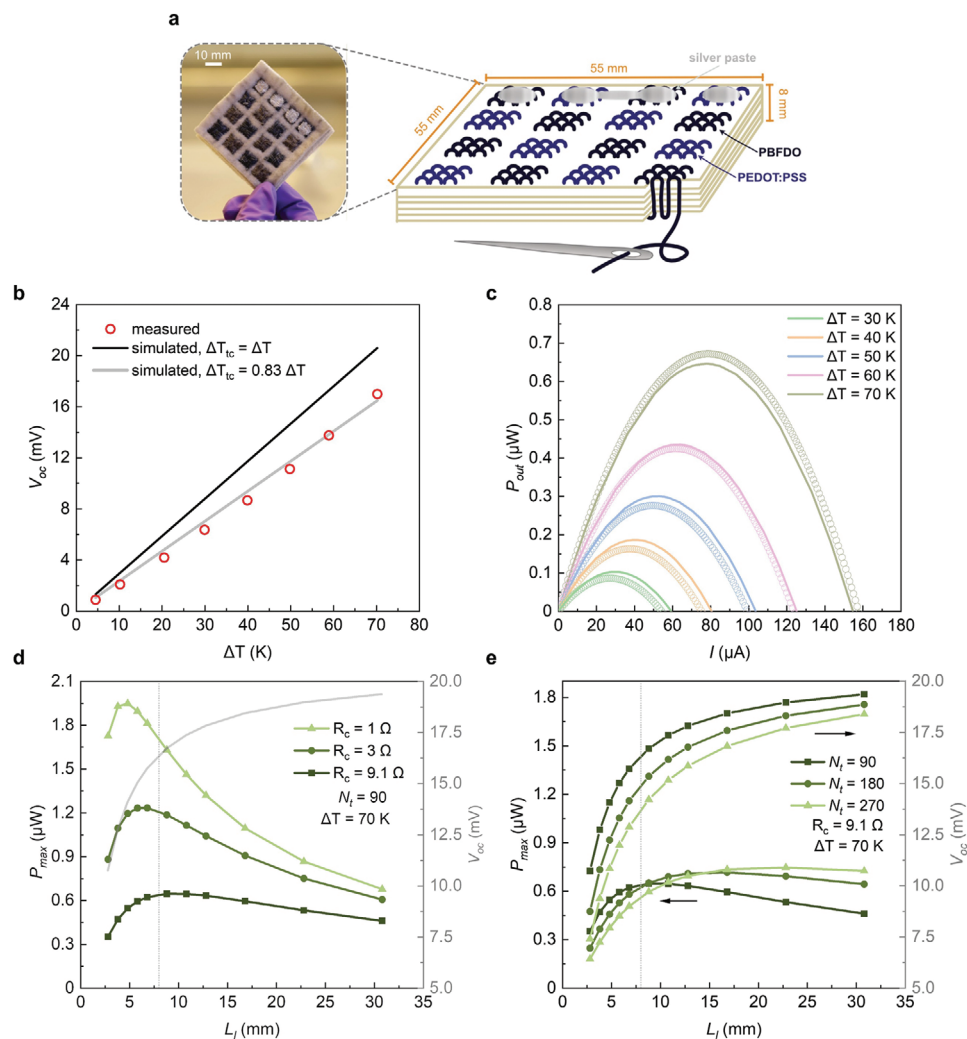 a
10 mm
55 mm
silver paste
55 mm
8 mm
PBFDO
PEDOT:PSS
b
24
20
16
12
8
4
0
V_oc (mV)
measured
simulated, ΔT_tc = ΔT
simulated, ΔT_tc = 0.83 ΔT
0 10 20 30 40 50 60 70 80
ΔT (K)
c
0.8
0.7
0.6
0.5
0.4
0.3
0.2
0.1
0
P_out (µW)
ΔT = 30 K
ΔT = 40 K
ΔT = 50 K
ΔT = 60 K
ΔT = 70 K
0 20 40 60 80 100 120 140 160 180
I (µA)
d
2.1
1.8
1.5
1.2
0.9
0.6
0.3
0
P_max (µW)
R_c = 1 Ω
R_c = 3 Ω
R_c = 9.1 Ω
N_t = 90
ΔT = 70 K
20.0
17.5
15.0
12.5
10.0
7.5
5.0
V_oc (mV)
0 5 10 15 20 25 30 35
L_l (mm)
e
1.8
1.5
1.2
0.9
0.6
0.3
0
P_max (µW)
N_t = 90
N_t = 180
N_t = 270
R_c = 9.1 Ω
ΔT = 70 K
20.0
17.5
15.0
12.5
10.0
7.5
5.0
V_oc (mV)
0 5 10 15 20 25 30 35
L_l (mm)